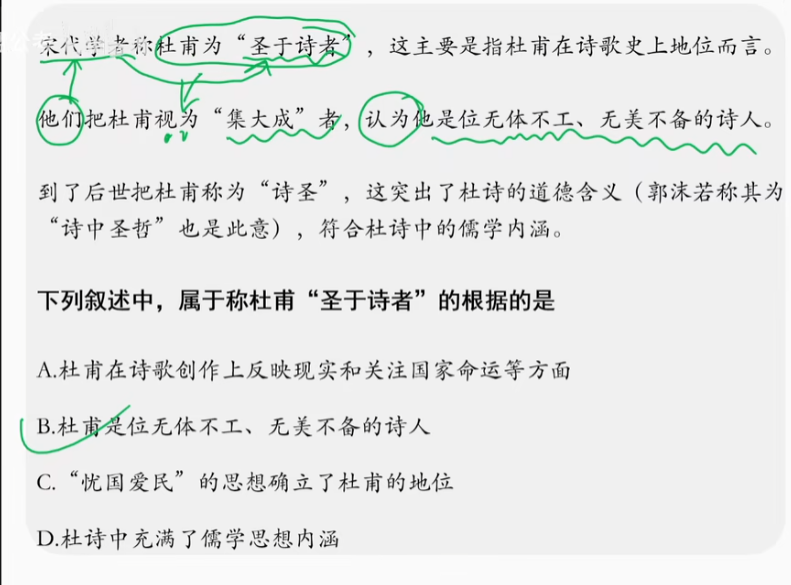 宋代学者称杜甫为“圣于诗者”，这主要是指杜甫在诗歌史上地位而言。
他们把杜甫视为“集大成”者，认为他是位无体不工、无美不备的诗人。
到了后世把杜甫称为“诗圣”，这突出了杜诗的道德含义（郭沫若称其为
“诗中圣哲”也是此意），符合杜诗中的儒学内涵。
下列叙述中，属于称杜甫“圣于诗者”的根据的是
A.杜甫在诗歌创作上反映现实和关注国家命运等方面
B.杜甫是位无体不工、无美不备的诗人
C.“忧国爱民”的思想确立了杜甫的地位
D.杜诗中充满了儒学思想内涵